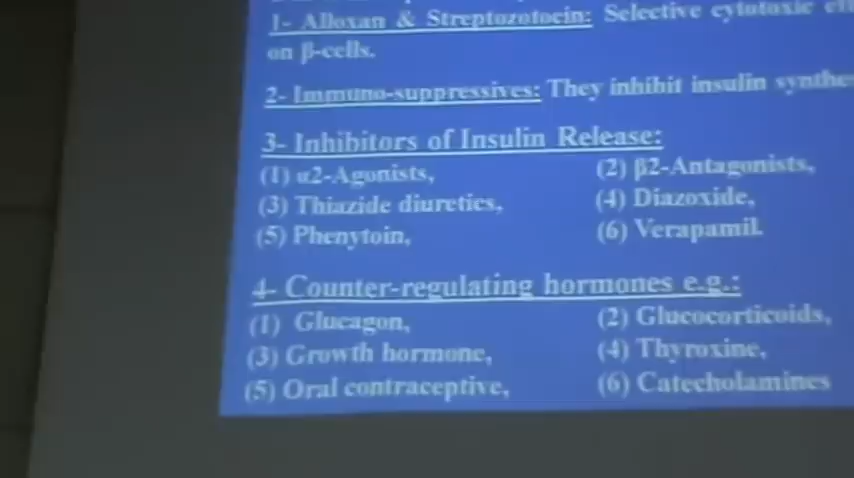 1- Alloxan & Streptozotocin: Selective cytotoxic
on β-cells.
2- Immuno-suppressives: They inhibit insulin
3- Inhibitors of Insulin Release:
(1) α2-Agonists, (2) β2-Antagonists,
(3) Thiazide diuretics, (4) Diazoxide,
(5) Phenytoin, (6) Verapamil.
4- Counter-regulating hormones e.g.:
(1) Glucagon, (2) Glucocorticoids,
(3) Growth hormone, (4) Thyroxine,
(5) Oral contraceptive, (6) Catecholamines